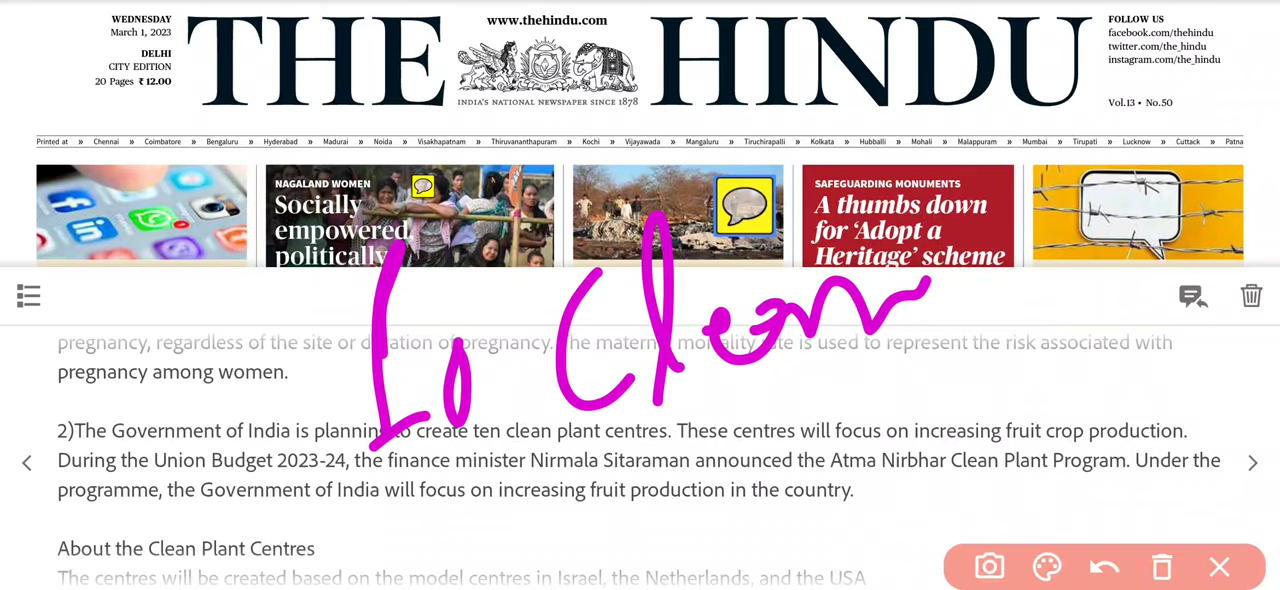 WEDNESDAY
March 1, 2023
DELHI
CITY EDITION
20 Pages ₹ 12.00
THE HINDU
www.thehindu.com
INDIA'S NATIONAL NEWSPAPER SINCE 1878
FOLLOW US
facebook.com/thehindu
twitter.com/the_hindu
instagram.com/the_hindu
Vol.13 • No.50
Printed at » Chennai » Coimbatore » Bengaluru » Hyderabad » Madurai » Noida » Visakhapatnam » Thiruvananthapuram » Kochi » Vijayawada » Mangaluru » Tiruchirapalli » Kolkata » Hubballi » Mohali » Malappuram » Mumbai » Tirupati » Lucknow » Cuttack » Patna
NAGALAND WOMEN
Socially
empowered,
politically
SAFEGUARDING MONUMENTS
A thumbs down
for 'Adopt a
Heritage' scheme
10 Clean
pregnancy, regardless of the site or duration of pregnancy. The maternal mortality rate is used to represent the risk associated with
pregnancy among women.
2)The Government of India is planning to create ten clean plant centres. These centres will focus on increasing fruit crop production.
During the Union Budget 2023-24, the finance minister Nirmala Sitaraman announced the Atma Nirbhar Clean Plant Program. Under the
programme, the Government of India will focus on increasing fruit production in the country.
About the Clean Plant Centres
The centres will be created based on the model centres in Israel, the Netherlands, and the USA